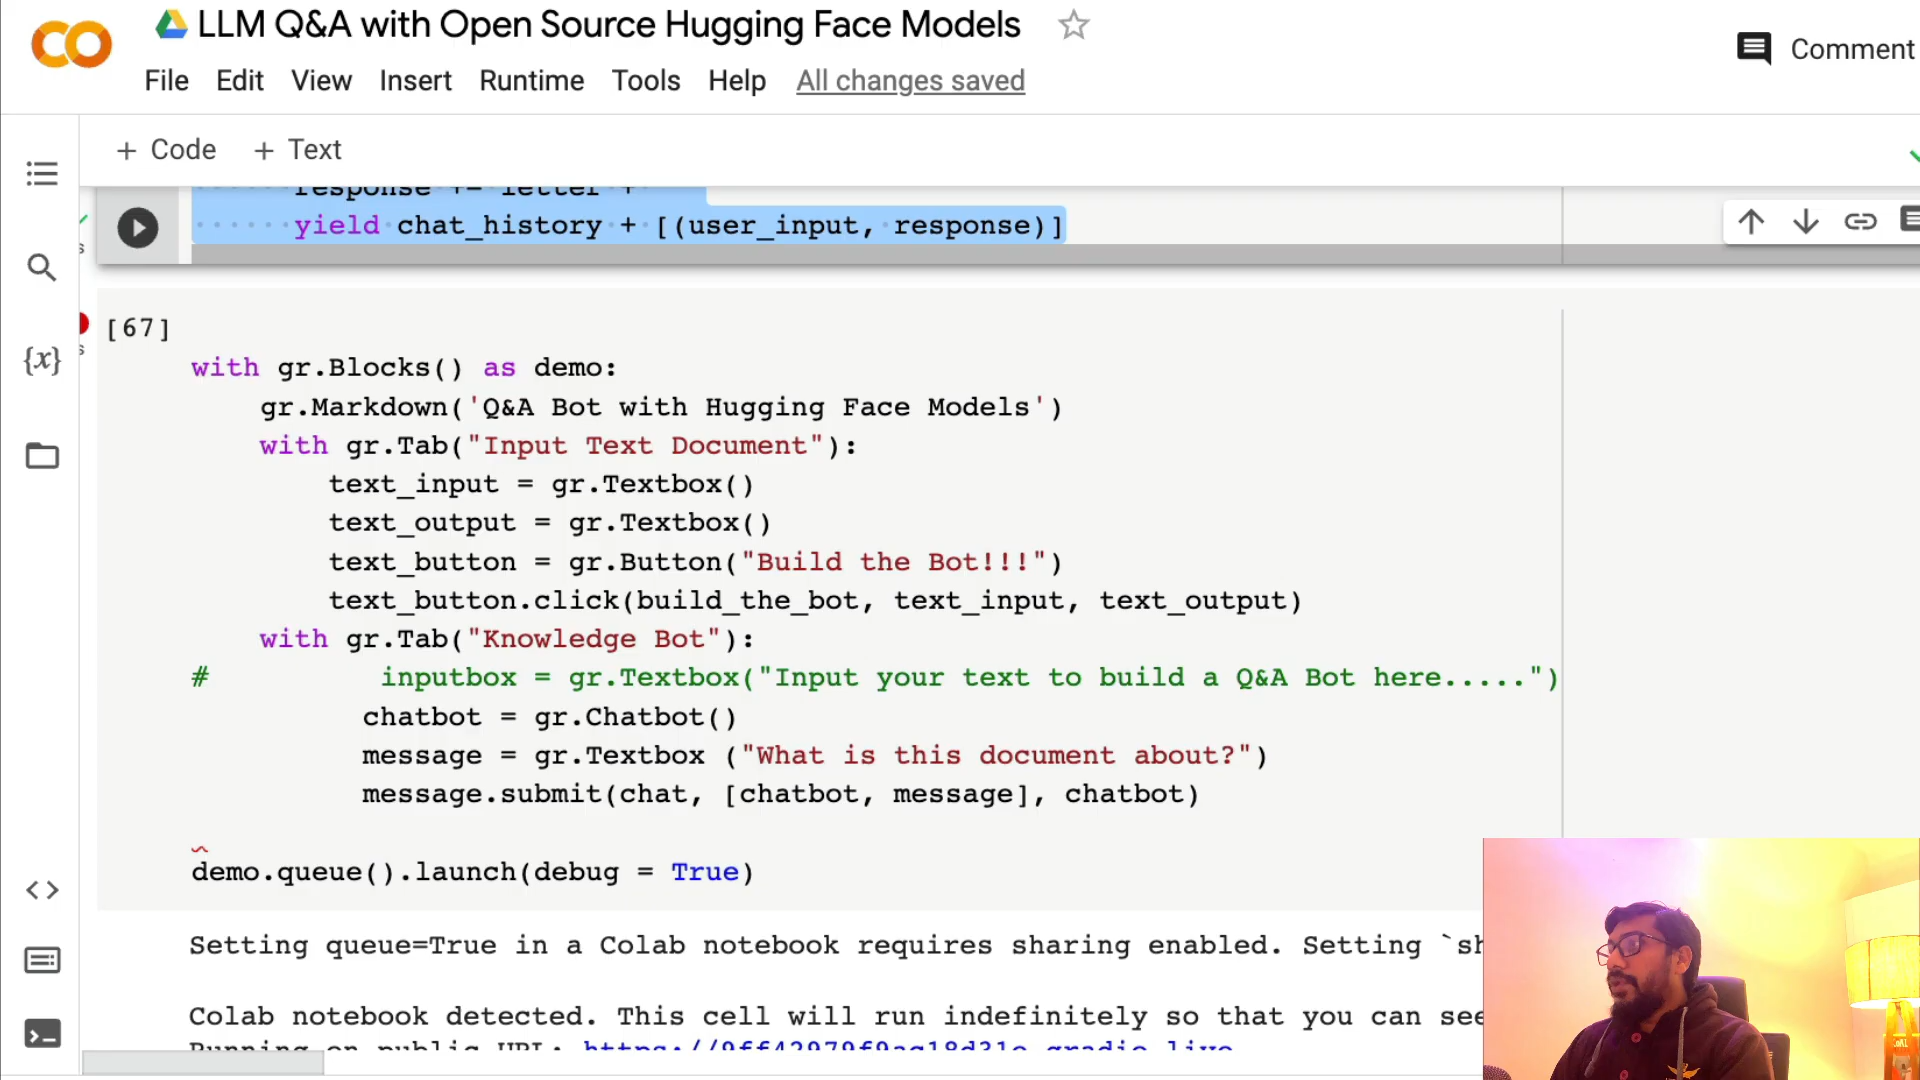 LLM Q&A with Open Source Hugging Face Models
Comment
File Edit View Insert Runtime Tools Help All changes saved
+ Code + Text
response += letter +
yield chat_history + [(user_input, response)]
[67]
with gr.Blocks() as demo:
gr.Markdown('Q&A Bot with Hugging Face Models')
with gr.Tab("Input Text Document"):
text_input = gr.Textbox()
text_output = gr.Textbox()
text_button = gr.Button("Build the Bot!!!")
text_button.click(build_the_bot, text_input, text_output)
with gr.Tab("Knowledge Bot"):
# inputbox = gr.Textbox("Input your text to build a Q&A Bot here.....")
chatbot = gr.Chatbot()
message = gr.Textbox ("What is this document about?")
message.submit(chat, [chatbot, message], chatbot)
demo.queue().launch(debug = True)
Setting queue=True in a Colab notebook requires sharing enabled. Setting `sh
Colab notebook detected. This cell will run indefinitely so that you can see
Running on public URL: